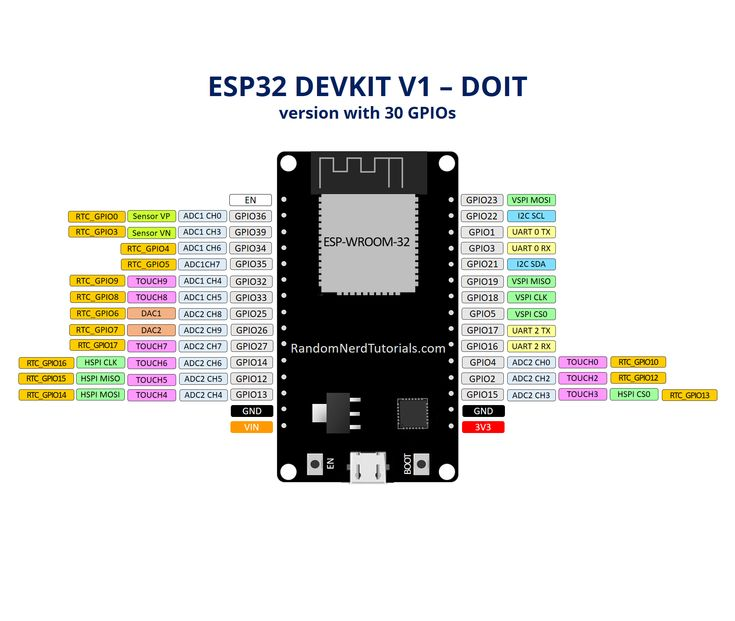 ESP32 DEVKIT V1 – DOIT
version with 30 GPIOs
EN
RTC_GPIO0 Sensor VP ADC1 CH0 GPIO36
RTC_GPIO3 Sensor VN ADC1 CH3 GPIO39
RTC_GPIO4 ADC1 CH6 GPIO34
RTC_GPIO5 ADC1CH7 GPIO35
RTC_GPIO9 TOUCH9 ADC1 CH4 GPIO32
RTC_GPIO8 TOUCH8 ADC1 CH5 GPIO33
RTC_GPIO6 DAC1 ADC2 CH8 GPIO25
RTC_GPIO7 DAC2 ADC2 CH9 GPIO26
RTC_GPIO17 TOUCH7 ADC2 CH7 GPIO27
RTC_GPIO16 HSPI CLK TOUCH6 ADC2 CH6 GPIO14
RTC_GPIO15 HSPI MISO TOUCH5 ADC2 CH5 GPIO12
RTC_GPIO14 HSPI MOSI TOUCH4 ADC2 CH4 GPIO13
GND
VIN
ESP-WROOM-32
RandomNerdTutorials.com
EN
BOOT
GPIO23 VSPI MOSI
GPIO22 I2C SCL
GPIO1 UART 0 TX
GPIO3 UART 0 RX
GPIO21 I2C SDA
GPIO19 VSPI MISO
GPIO18 VSPI CLK
GPIO5 VSPI CS0
GPIO17 UART 2 TX
GPIO16 UART 2 RX
GPIO4 ADC2 CH0 TOUCH0 RTC_GPIO10
GPIO2 ADC2 CH2 TOUCH2 RTC_GPIO12
GPIO15 ADC2 CH3 TOUCH3 HSPI CS0 RTC_GPIO13
GND
3V3